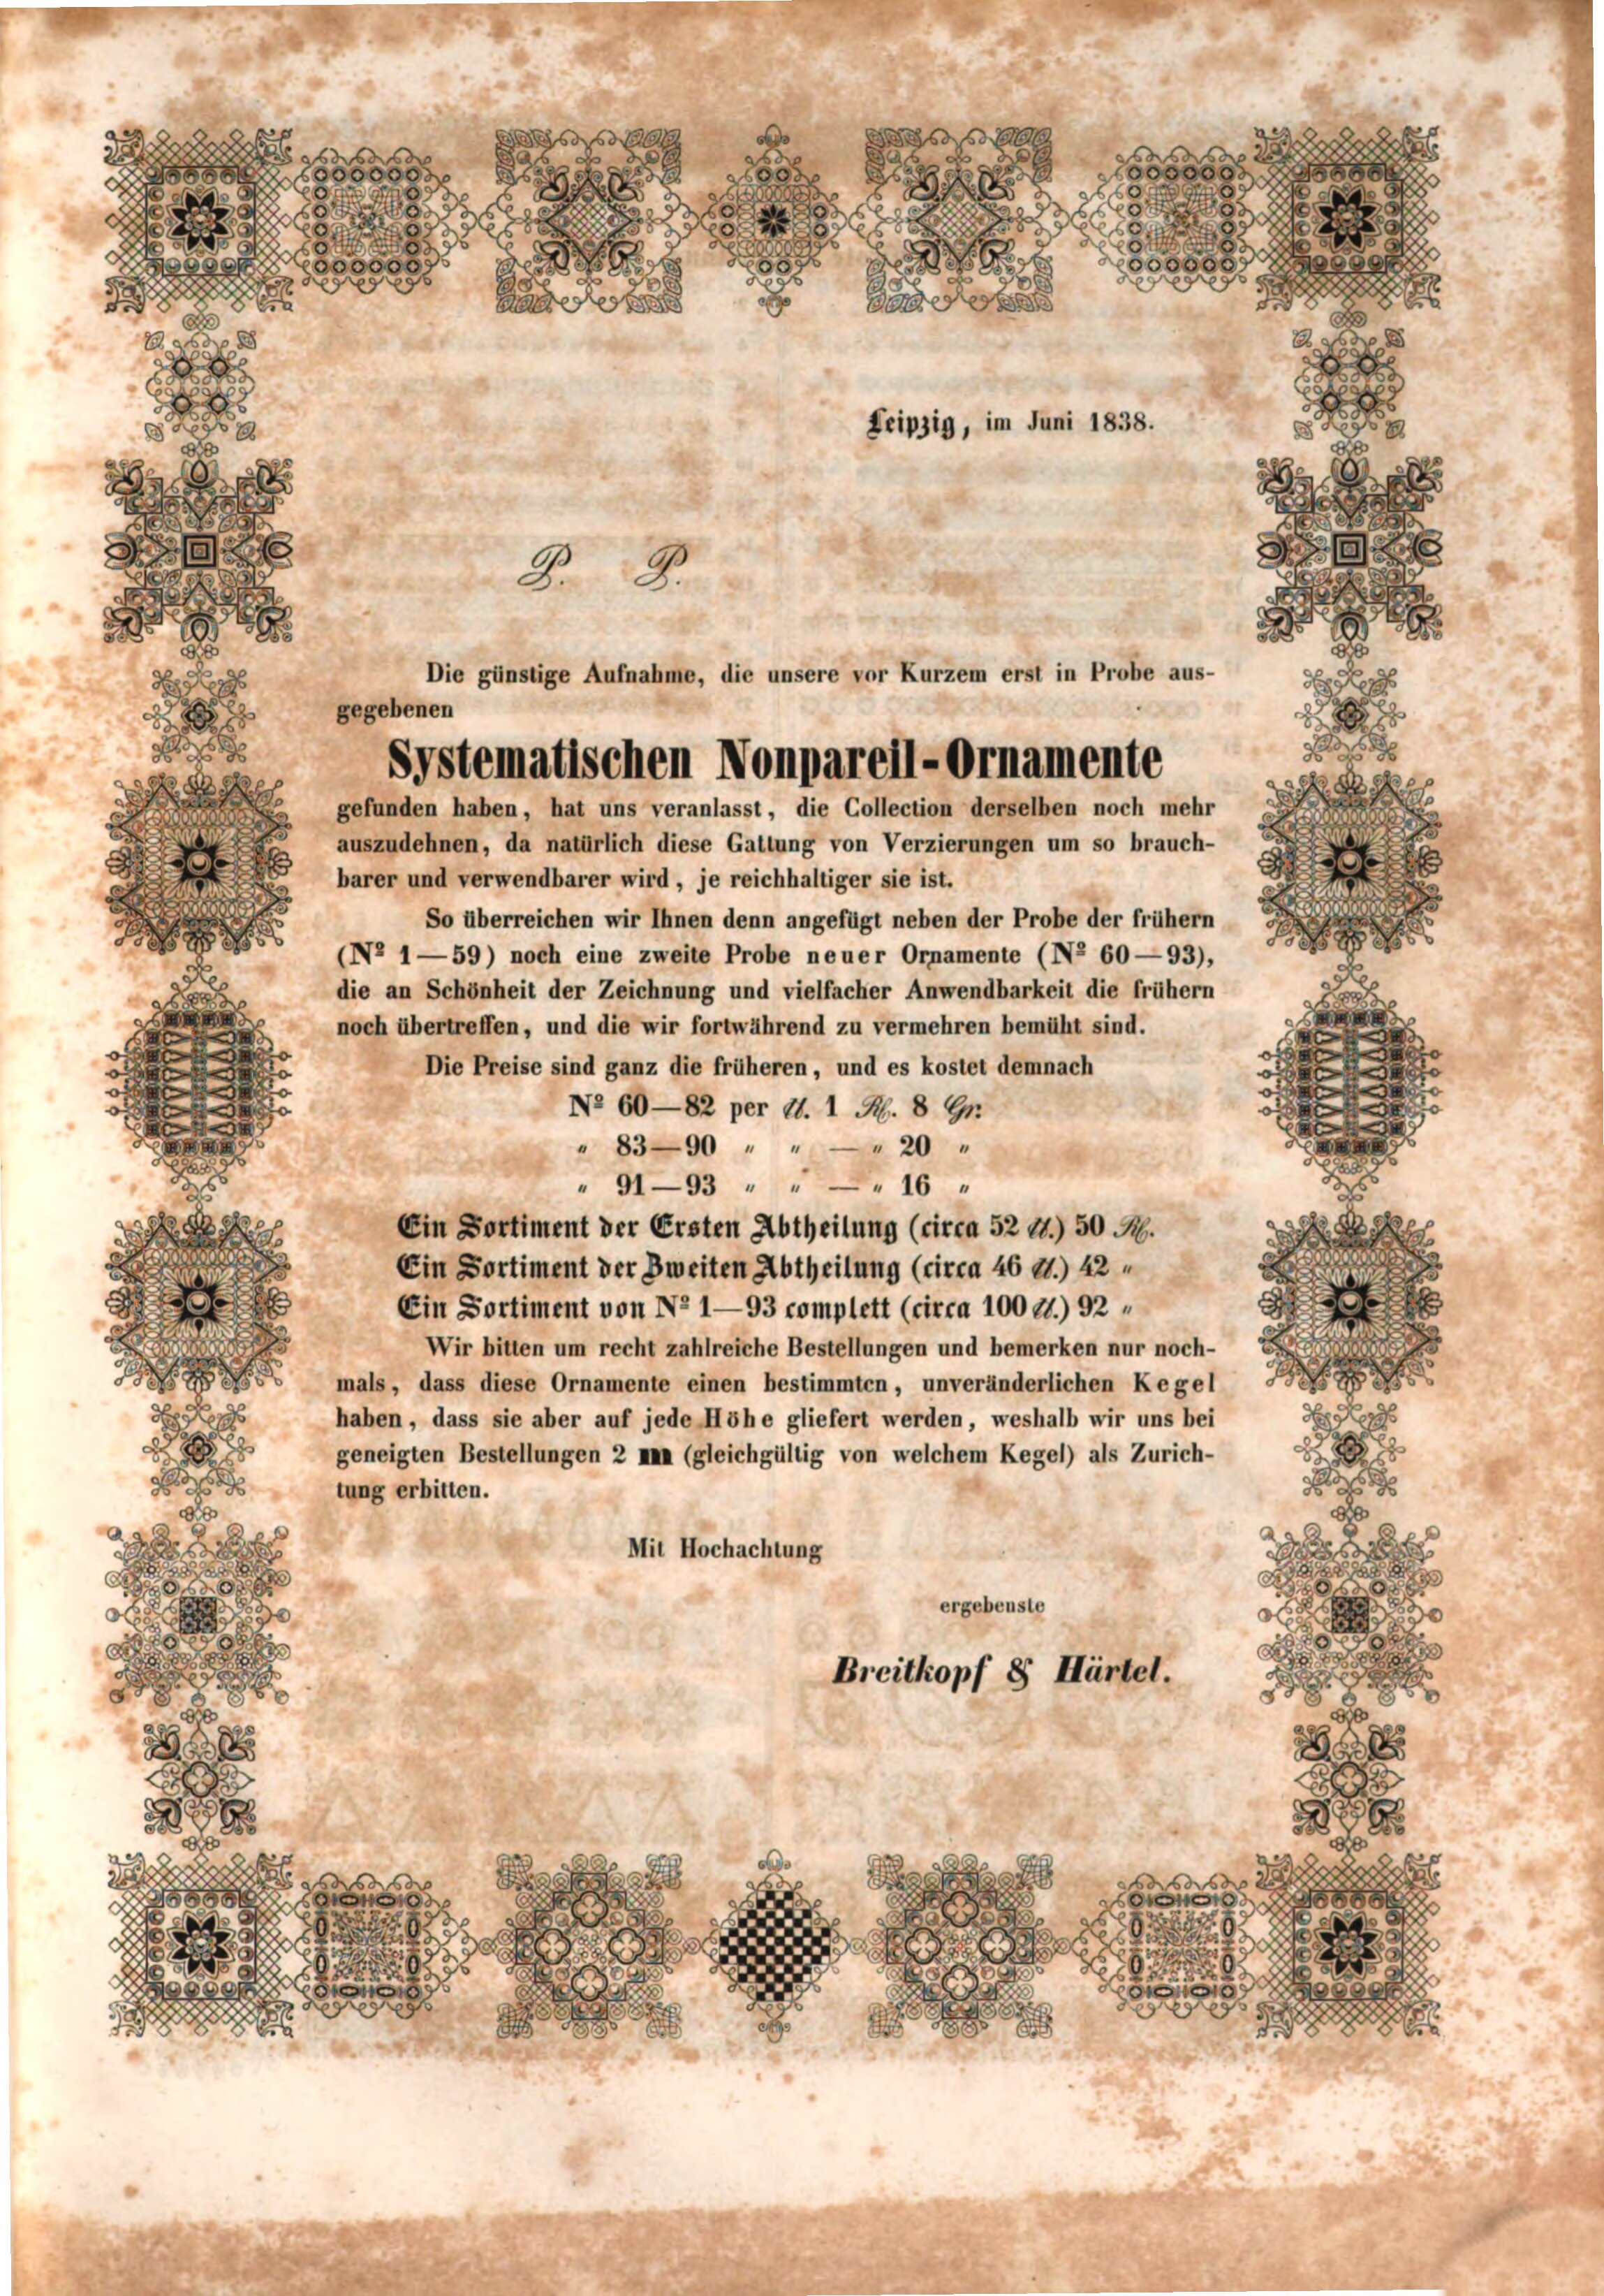 Leipzig, im Juni 1838.
P. P.
Die günstige Aufnahme, die unsere vor Kurzem erst in Probe aus-
gegebenen
Systematischen Nonpareil-Ornamente
gefunden haben, hat uns veranlasst, die Collection derselben noch mehr
auszudehnen, da natürlich diese Gattung von Verzierungen um so brauch-
barer und verwendbarer wird, je reichhaltiger sie ist.
So überreichen wir Ihnen denn angefügt neben der Probe der frühern
(Nº 1—59) noch eine zweite Probe neuer Ornamente (Nº 60—93),
die an Schönheit der Zeichnung und vielfacher Anwendbarkeit die frühern
noch übertreffen, und die wir fortwährend zu vermehren bemüht sind.
Die Preise sind ganz die früheren, und es kostet demnach
Nº 60—82 per ℔. 1 Rl. 8 Gr.
" 83—90 " " — " 20 "
" 91—93 " " — " 16 "
Ein Sortiment der Ersten Abtheilung (circa 52 ℔.) 50 Rl.
Ein Sortiment der Zweiten Abtheilung (circa 46 ℔.) 42 "
Ein Sortiment von Nº 1—93 complett (circa 100 ℔.) 92 "
Wir bitten um recht zahlreiche Bestellungen und bemerken nur noch-
mals, dass diese Ornamente einen bestimmten, unveränderlichen Kegel
haben, dass sie aber auf jede Höhe gliefert werden, weshalb wir uns bei
geneigten Bestellungen 2 m (gleichgültig von welchem Kegel) als Zurich-
tung erbitten.
Mit Hochachtung
ergebenste
Breitkopf & Härtel.